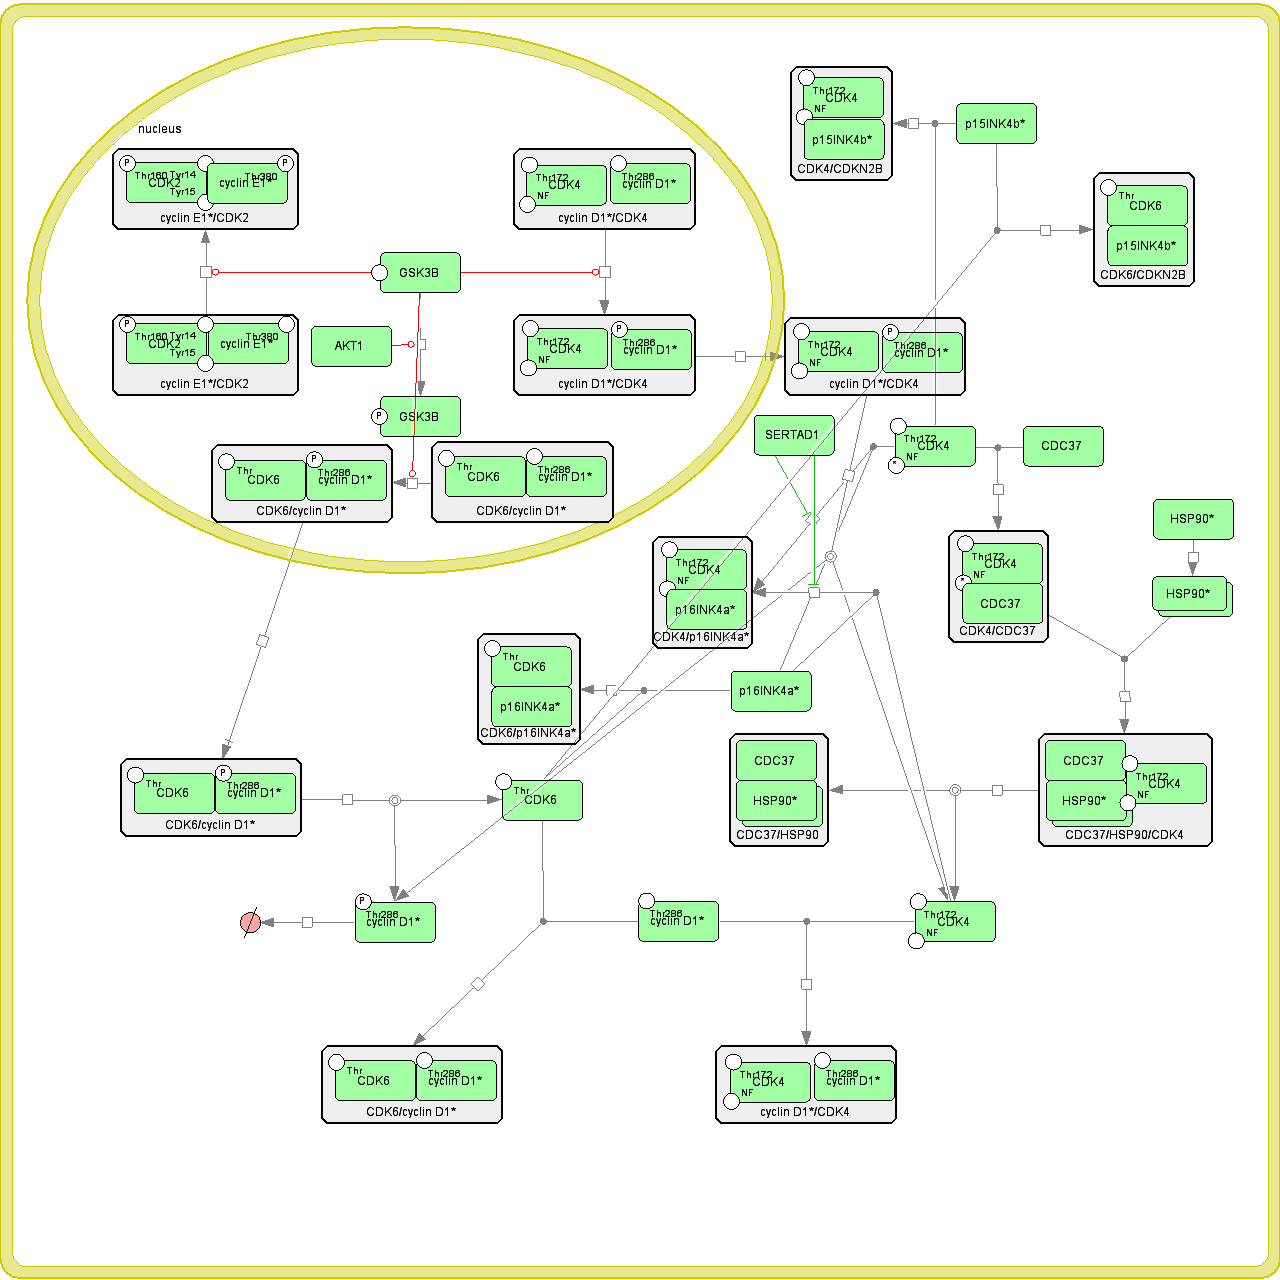 nucleus
P
P
Thr160
Tyr14
CDK2
Tyr15
Thr380
cyclin E1*
cyclin E1*/CDK2
Thr172
CDK4
NF
Thr286
cyclin D1*
cyclin D1*/CDK4
Thr172
CDK4
NF
p15INK4b*
CDK4/CDKN2B
p15INK4b*
Thr
CDK6
p15INK4b*
CDK6/CDKN2B
GSK3B
AKT1
P
Thr160
Tyr14
CDK2
Tyr15
Thr380
cyclin E1*
cyclin E1*/CDK2
Thr172
CDK4
NF
P
Thr286
cyclin D1*
cyclin D1*/CDK4
Thr172
CDK4
NF
P
Thr286
cyclin D1*
cyclin D1*/CDK4
P
GSK3B
SERTAD1
Thr172
CDK4
NF
*
CDC37
Thr
CDK6
P
Thr286
cyclin D1*
CDK6/cyclin D1*
Thr
CDK6
Thr286
cyclin D1*
CDK6/cyclin D1*
HSP90*
HSP90*
Thr172
CDK4
NF
p16INK4a*
CDK4/p16INK4a*
Thr172
CDK4
NF
*
CDC37
CDK4/CDC37
Thr
CDK6
p16INK4a*
CDK6/p16INK4a*
p16INK4a*
Thr
CDK6
P
Thr286
cyclin D1*
CDK6/cyclin D1*
Thr
CDK6
CDC37
HSP90*
CDC37/HSP90
CDC37
HSP90*
Thr172
CDK4
NF
CDC37/HSP90/CDK4
P
Thr286
cyclin D1*
Thr286
cyclin D1*
Thr172
CDK4
NF
Thr
CDK6
Thr286
cyclin D1*
CDK6/cyclin D1*
Thr172
CDK4
NF
Thr286
cyclin D1*
cyclin D1*/CDK4